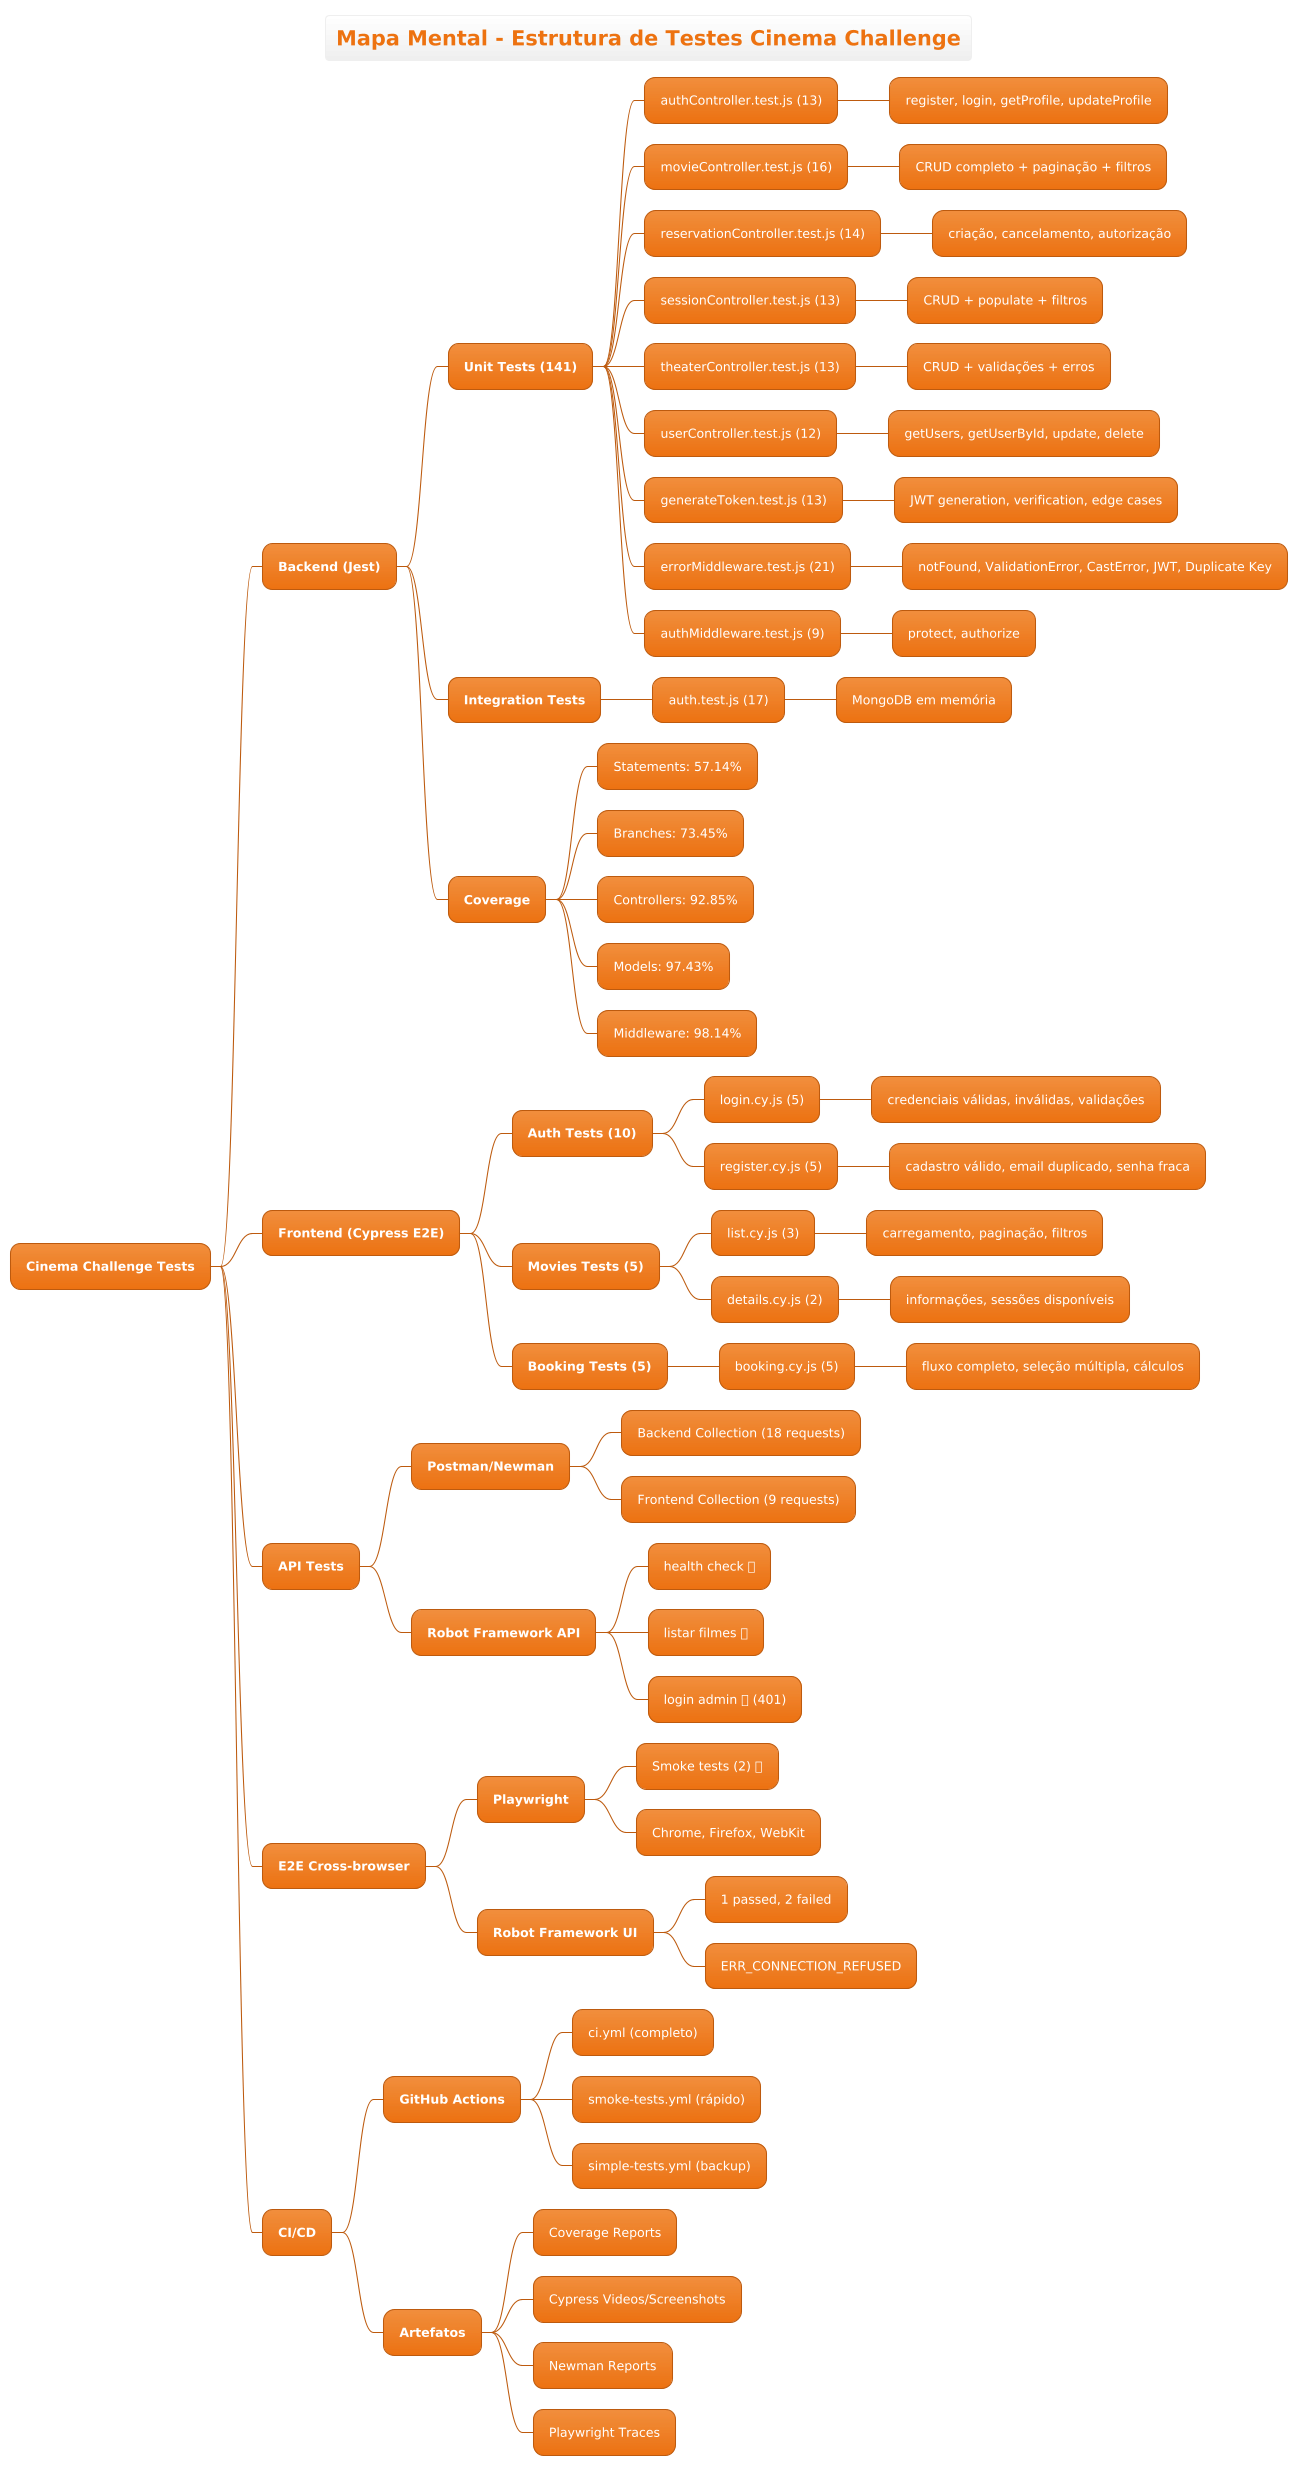 Mapa Mental - Estrutura de Testes Cinema Challenge
Cinema Challenge Tests
Backend (Jest)
Unit Tests (141)
authController.test.js (13)
register, login, getProfile, updateProfile
movieController.test.js (16)
CRUD completo + paginação + filtros
reservationController.test.js (14)
criação, cancelamento, autorização
sessionController.test.js (13)
CRUD + populate + filtros
theaterController.test.js (13)
CRUD + validações + erros
userController.test.js (12)
getUsers, getUserById, update, delete
generateToken.test.js (13)
JWT generation, verification, edge cases
errorMiddleware.test.js (21)
notFound, ValidationError, CastError, JWT, Duplicate Key
authMiddleware.test.js (9)
protect, authorize
Integration Tests
auth.test.js (17)
MongoDB em memória
Coverage
Statements: 57.14%
Branches: 73.45%
Controllers: 92.85%
Models: 97.43%
Middleware: 98.14%
Frontend (Cypress E2E)
Auth Tests (10)
login.cy.js (5)
credenciais válidas, inválidas, validações
register.cy.js (5)
cadastro válido, email duplicado, senha fraca
Movies Tests (5)
list.cy.js (3)
carregamento, paginação, filtros
details.cy.js (2)
informações, sessões disponíveis
Booking Tests (5)
booking.cy.js (5)
fluxo completo, seleção múltipla, cálculos
API Tests
Postman/Newman
Backend Collection (18 requests)
Frontend Collection (9 requests)
Robot Framework API
health check
listar filmes
login admin (401)
E2E Cross-browser
Playwright
Smoke tests (2)
Chrome, Firefox, WebKit
Robot Framework UI
1 passed, 2 failed
ERR_CONNECTION_REFUSED
CI/CD
GitHub Actions
ci.yml (completo)
smoke-tests.yml (rápido)
simple-tests.yml (backup)
Artefatos
Coverage Reports
Cypress Videos/Screenshots
Newman Reports
Playwright Traces